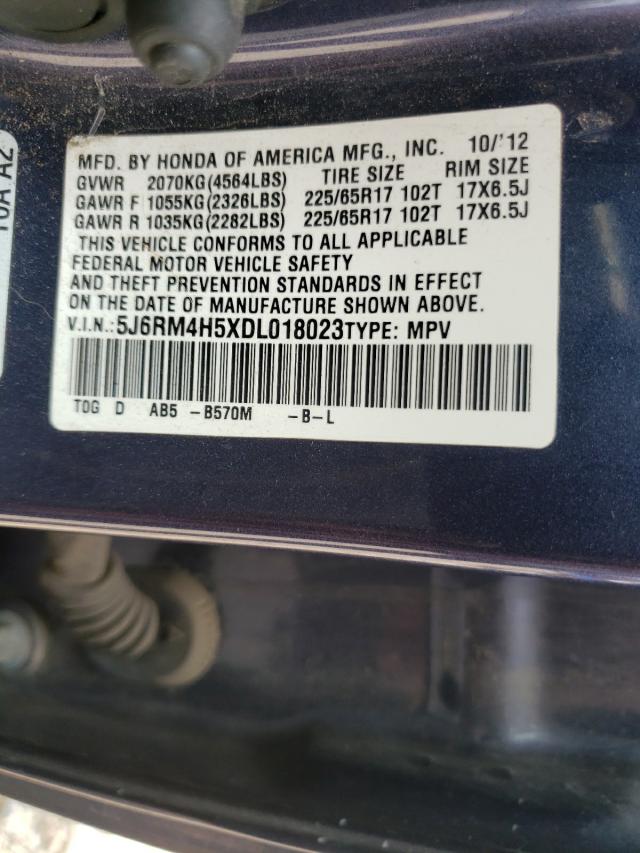 MFD. BY HONDA OF AMERICA MFG., INC. 10/'12
GVWR 2070KG(4564LBS) TIRE SIZE RIM SIZE
GAWR F 1055KG(2326LBS) 225/65R17 102T 17X6.5J
GAWR R 1035KG(2282LBS) 225/65R17 102T 17X6.5J
THIS VEHICLE CONFORMS TO ALL APPLICABLE
FEDERAL MOTOR VEHICLE SAFETY
AND THEFT PREVENTION STANDARDS IN EFFECT
ON THE DATE OF MANUFACTURE SHOWN ABOVE.
V.I.N.:5J6RM4H5XDL018023TYPE: MPV
TOG D AB5 -B570M -B-L